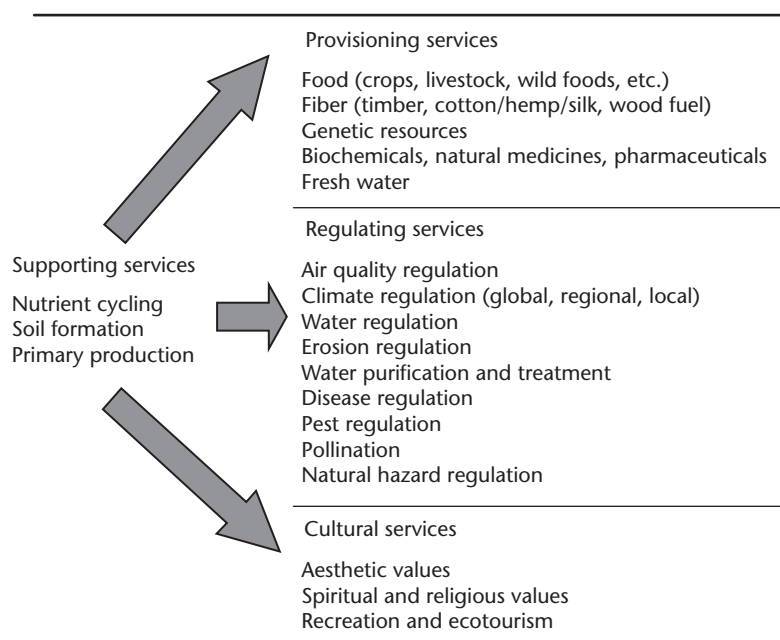 Provisioning services
Food (crops, livestock, wild foods, etc.)
Fiber (timber, cotton/hemp/silk, wood fuel)
Genetic resources
Biochemicals, natural medicines, pharmaceuticals
Fresh water
Supporting services
Nutrient cycling
Soil formation
Primary production
Regulating services
Air quality regulation
Climate regulation (global, regional, local)
Water regulation
Erosion regulation
Water purification and treatment
Disease regulation
Pest regulation
Pollination
Natural hazard regulation
Cultural services
Aesthetic values
Spiritual and religious values
Recreation and ecotourism